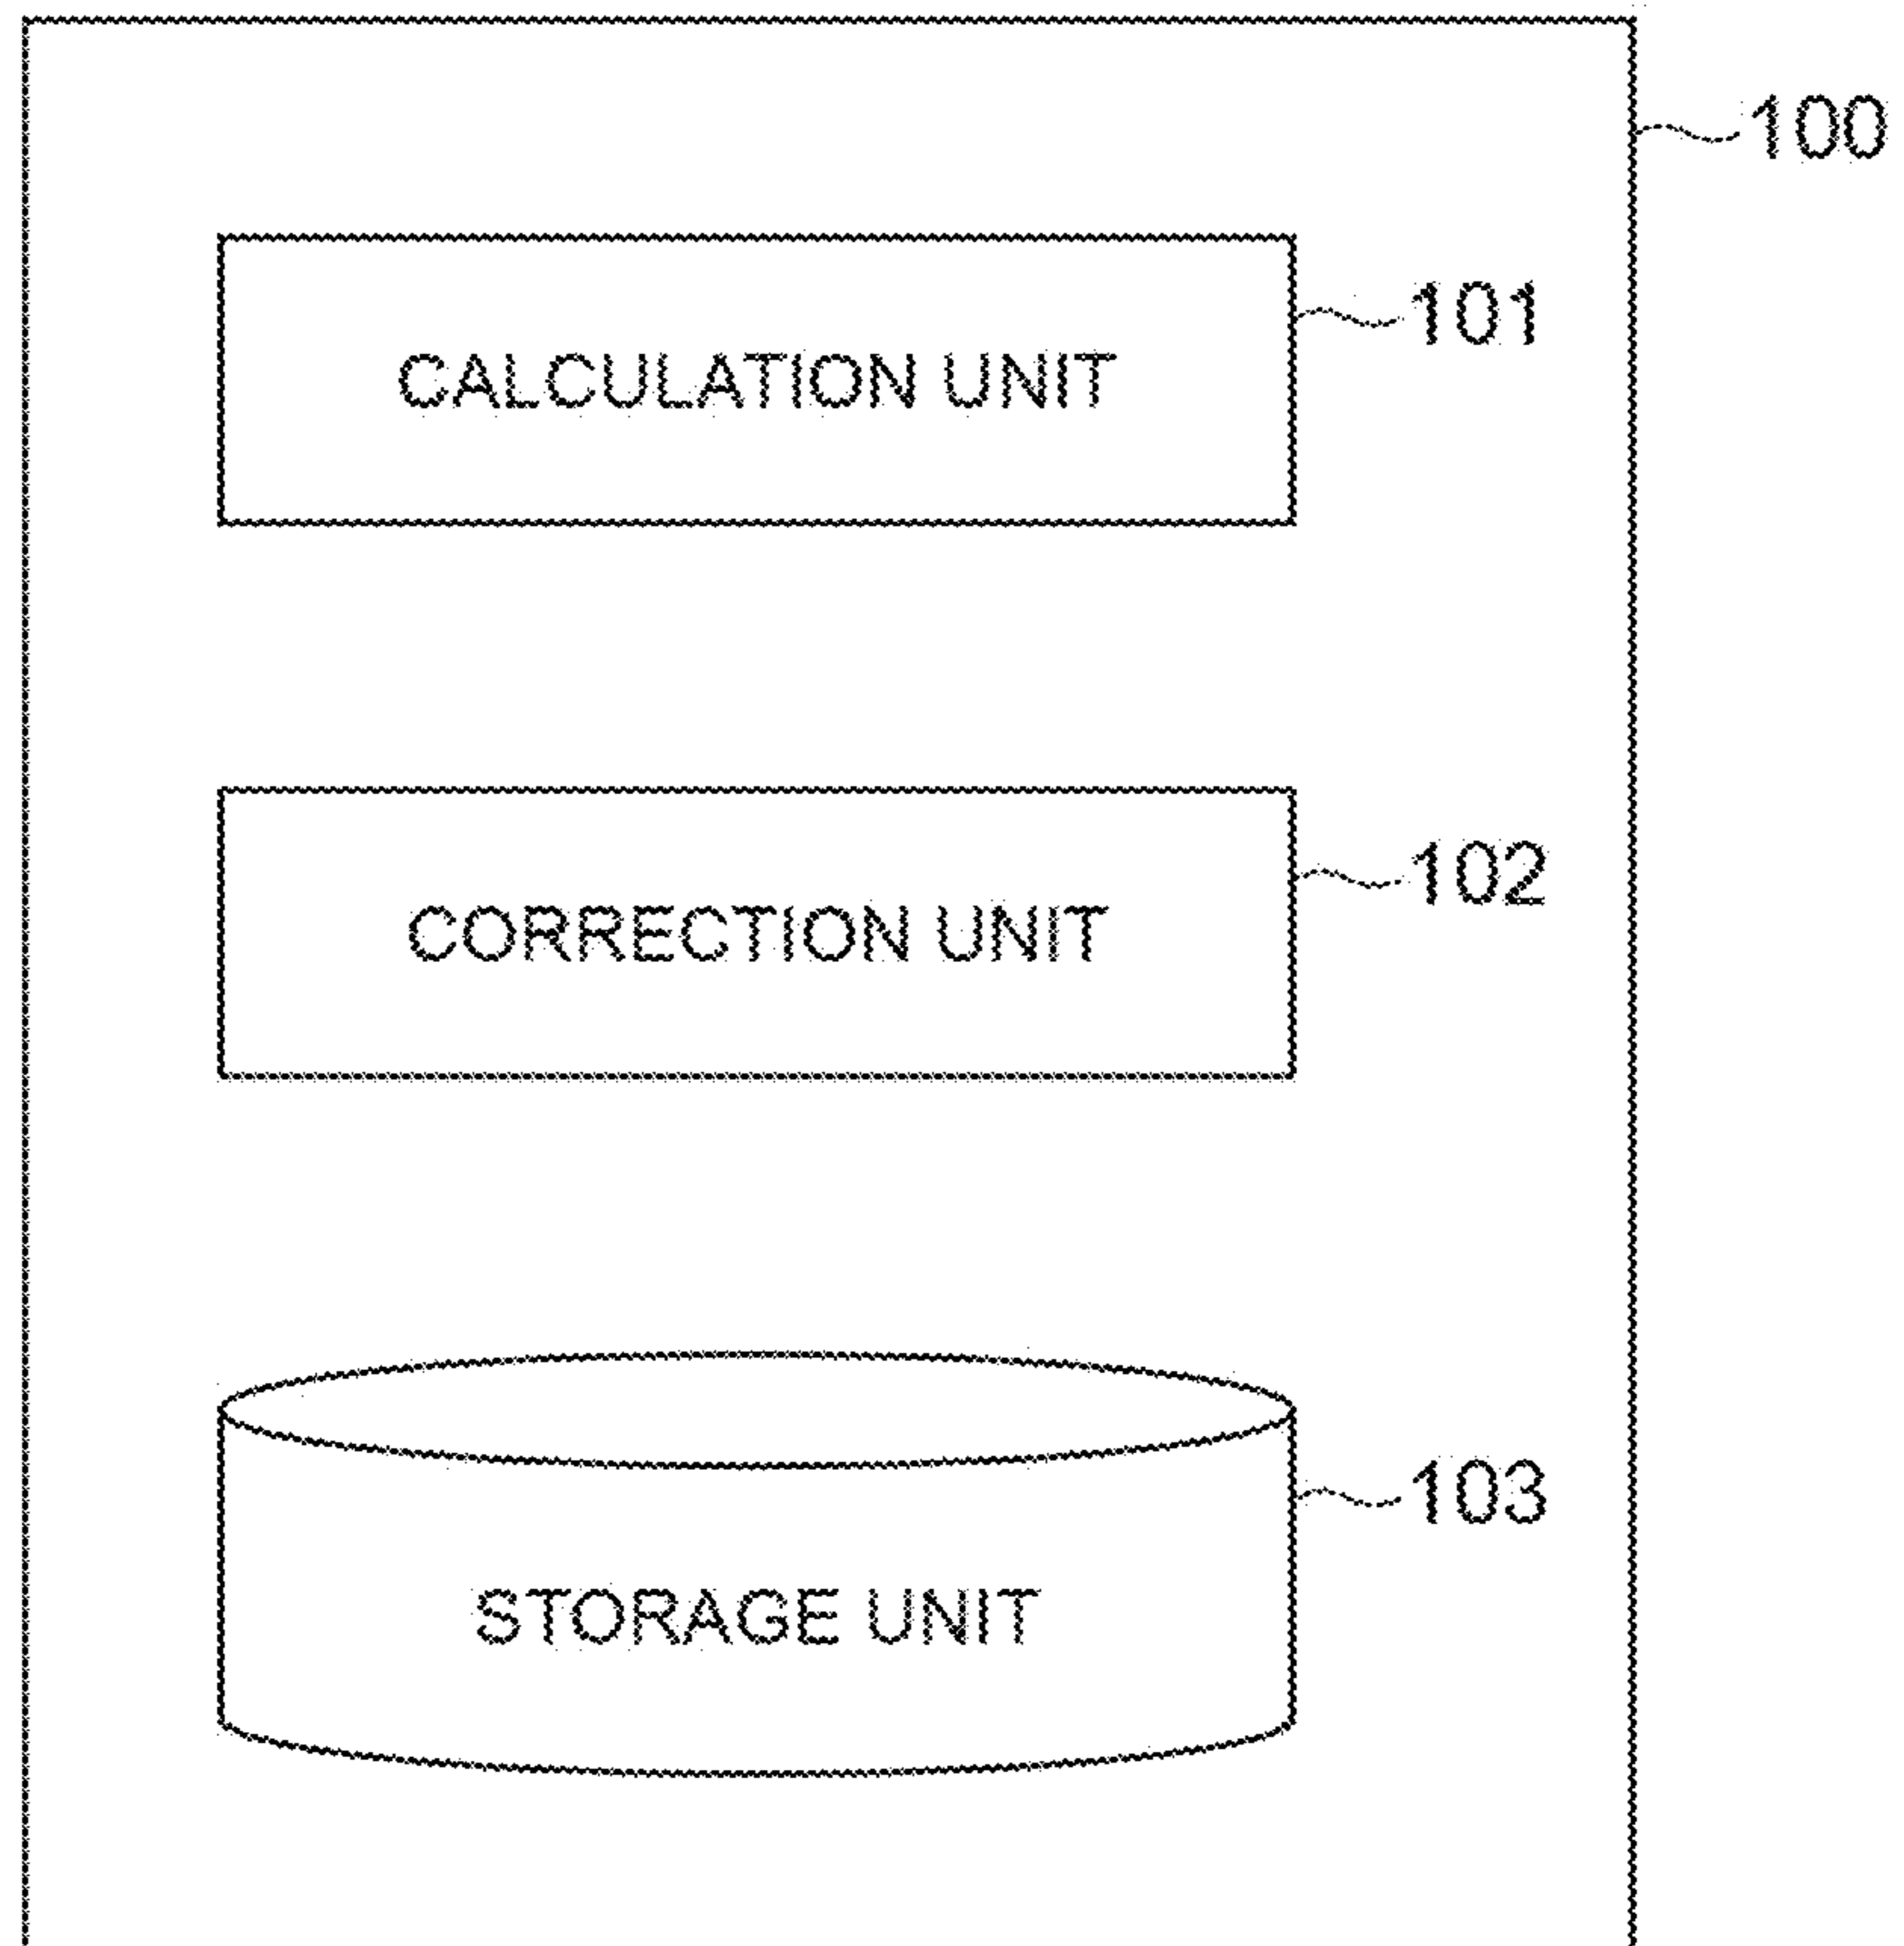 100
101
CALCULATION UNIT
102
CORRECTION UNIT
103
STORAGE UNIT